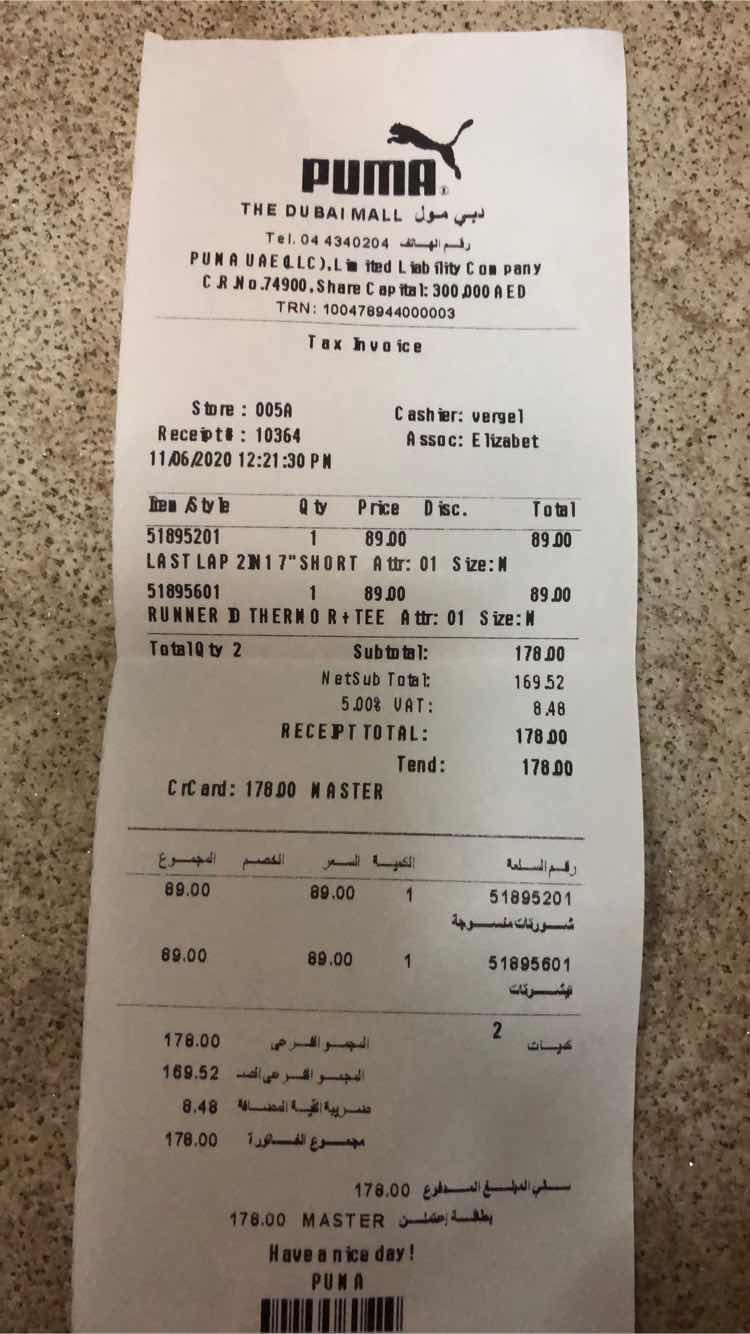 PUMA
THE DUBAI MALL دبي مول
Tel. 04 4340204 رقم الهاتف
PUMA UAE(LLC),Limited Liability Company
C.R.No.74900,Share Capital: 300,000 AED
TRN: 100478944000003
Tax Invoice
Store : 005A Cashier: vergel
Receipt# : 10364 Assoc: Elizabet
11/06/2020 12:21:30 PM
Item /Style Qty Price Disc. Total
51895201 1 89.00 89.00
LAST LAP 2IN1 7"SHORT Attr: 01 Size:M
51895601 1 89.00 89.00
RUNNER ID THERMO R+ TEE Attr: 01 Size:M
TotalQty 2 Subtotal: 178.00
NetSub Total: 169.52
5.00% VAT: 8.48
RECEIPT TOTAL: 178.00
Tend: 178.00
CrCard: 178.00 MASTER
رقم السلعة الكمية السعر الخصم المجموع
51895201 1 89.00 89.00
شورتات منسوجة
51895601 1 89.00 89.00
تيشرتات
كميات 2
178.00
169.52
ضريبة القيمة المضافة 8.48
مجموع الفاتورة 178.00
المبلغ المدفوع 178.00
بطاقة MASTER 178.00
Have a nice day!
PUMA